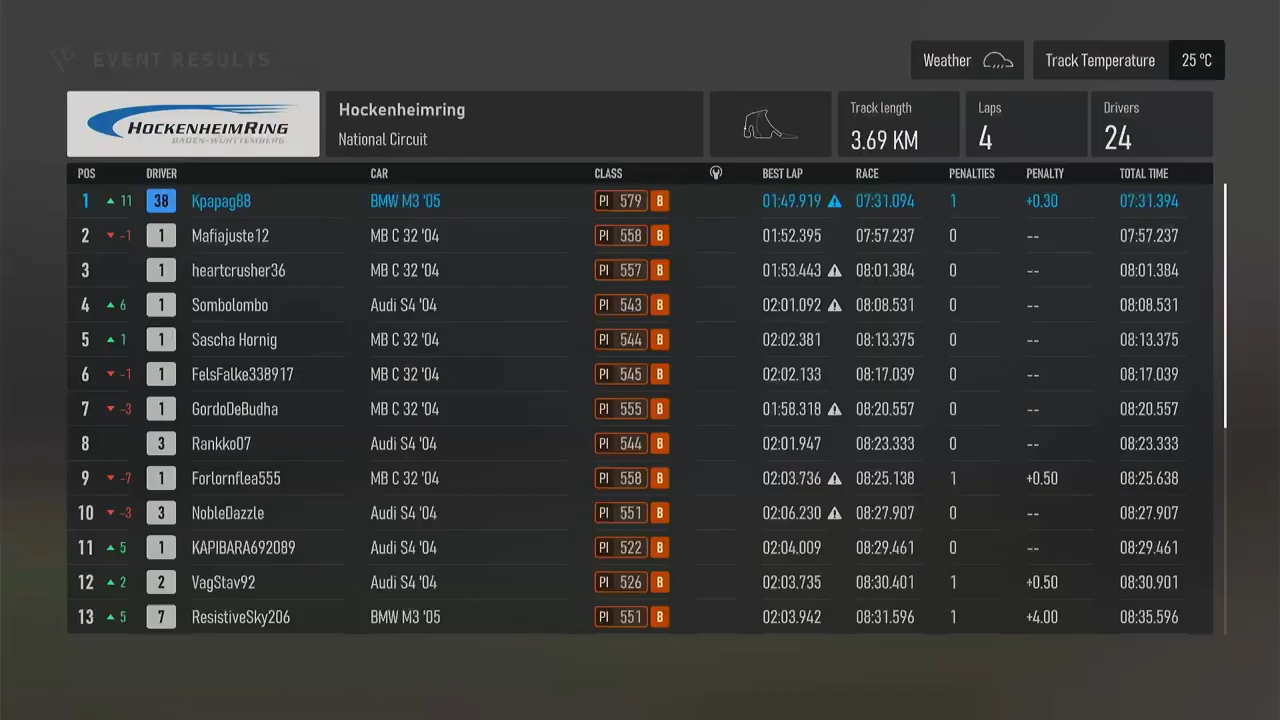 EVENT RESULTS
Weather Track Temperature 25 °C
HOCKENHEIMRING
BADEN-WÜRTTEMBERG
Hockenheimring
National Circuit
Track length
3.69 KM
Laps
4
Drivers
24
POS DRIVER CAR CLASS BEST LAP RACE PENALTIES PENALTY TOTAL TIME
1 11 38 Kpapag88 BMW M3 '05 PI 579 B 01:49.919 07:31.094 1 +0.30 07:31.394
2 -1 1 Mafiajuste12 MB C 32 '04 PI 558 B 01:52.395 07:57.237 0 -- 07:57.237
3 1 heartcrusher36 MB C 32 '04 PI 557 B 01:53.443 08:01.384 0 -- 08:01.384
4 6 1 Sombolombo Audi S4 '04 PI 543 B 02:01.092 08:08.531 0 -- 08:08.531
5 1 1 Sascha Hornig MB C 32 '04 PI 544 B 02:02.381 08:13.375 0 -- 08:13.375
6 -1 1 FelsFalke338917 MB C 32 '04 PI 545 B 02:02.133 08:17.039 0 -- 08:17.039
7 -3 1 GordoDeBudha MB C 32 '04 PI 555 B 01:58.318 08:20.557 0 -- 08:20.557
8 3 Rankko07 Audi S4 '04 PI 544 B 02:01.947 08:23.333 0 -- 08:23.333
9 -7 1 Forlornflea555 MB C 32 '04 PI 558 B 02:03.736 08:25.138 1 +0.50 08:25.638
10 -3 3 NobleDazzle Audi S4 '04 PI 551 B 02:06.230 08:27.907 0 -- 08:27.907
11 5 1 KAPIBARA692089 Audi S4 '04 PI 522 B 02:04.009 08:29.461 0 -- 08:29.461
12 2 2 VagStav92 Audi S4 '04 PI 526 B 02:03.735 08:30.401 1 +0.50 08:30.901
13 5 7 ResistiveSky206 BMW M3 '05 PI 551 B 02:03.942 08:31.596 1 +4.00 08:35.596